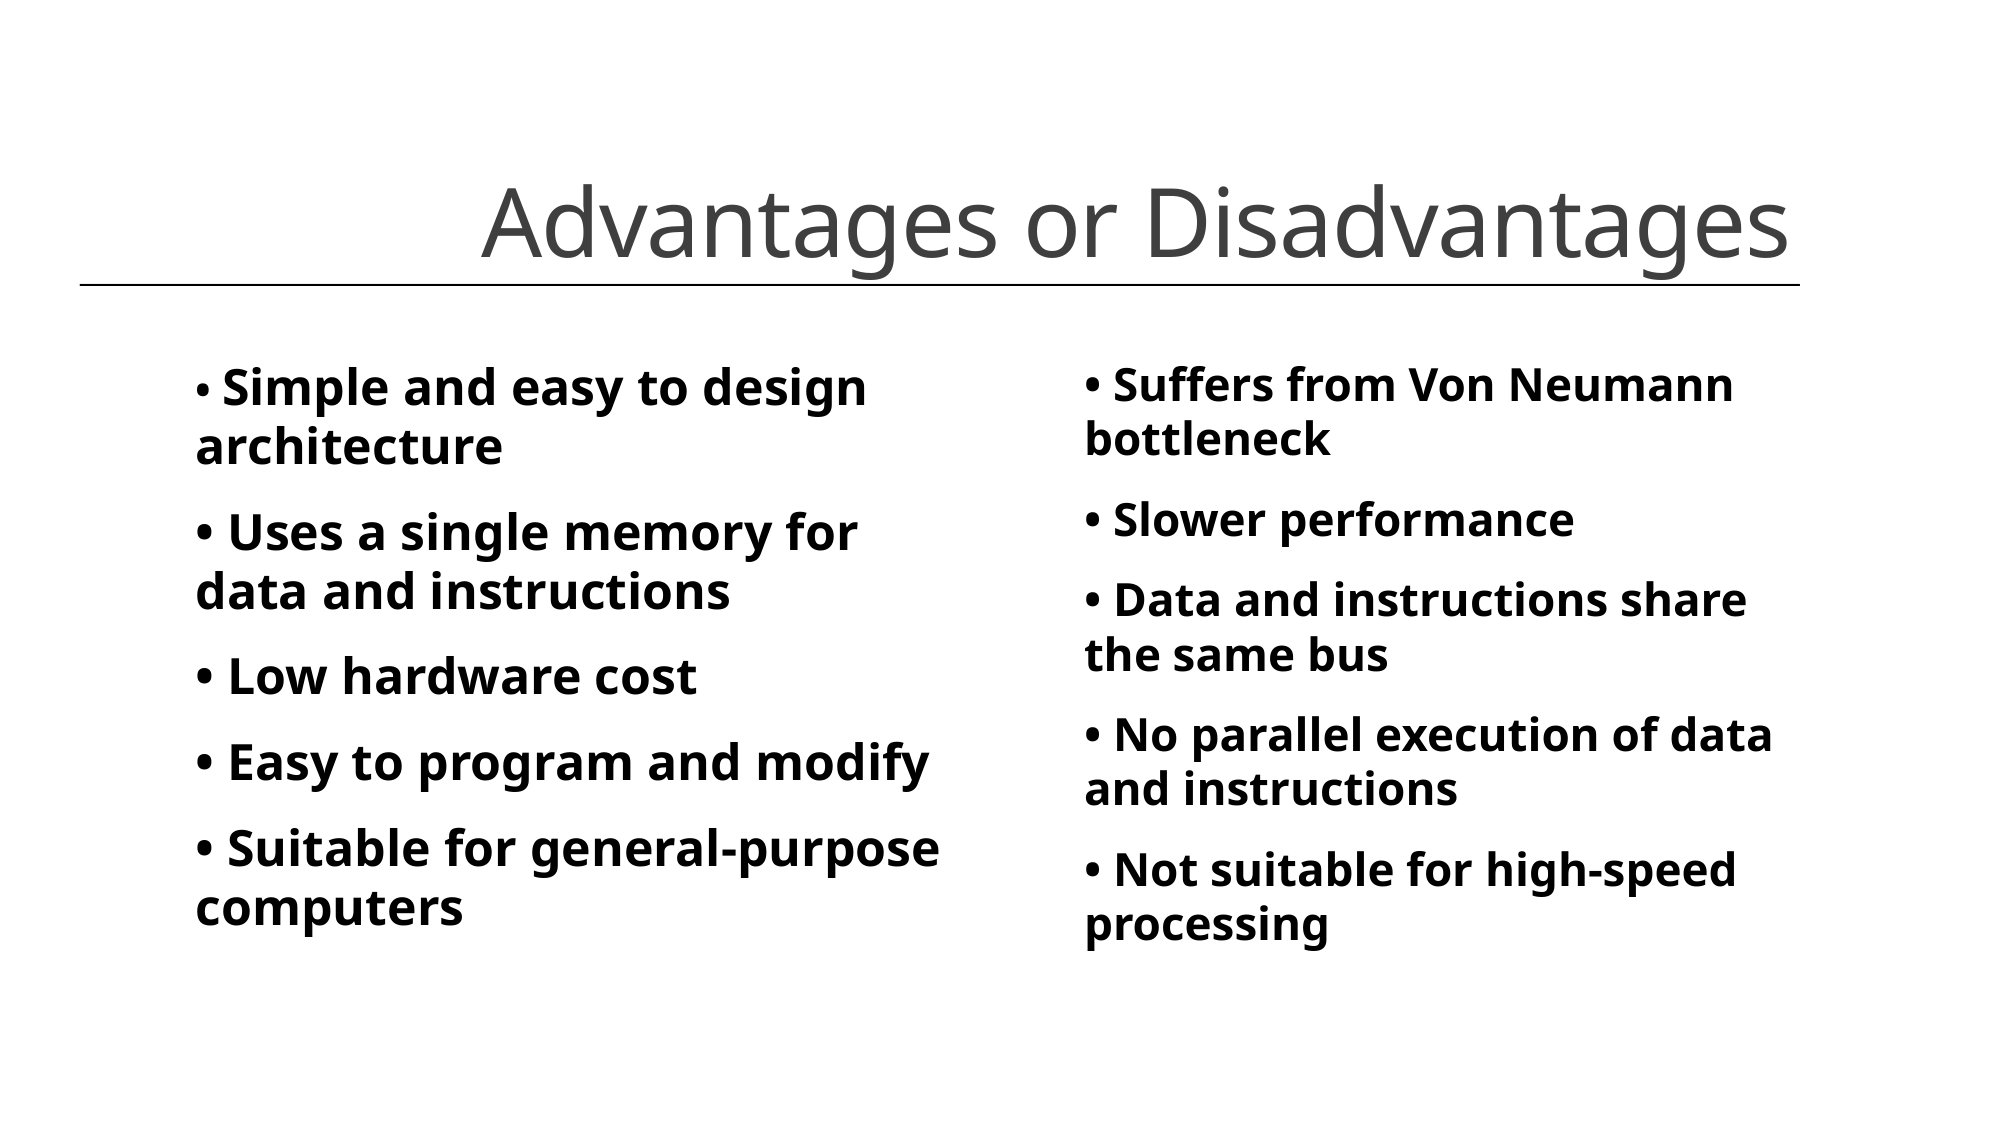 Advantages or Disadvantages
• Simple and easy to design
architecture
• Uses a single memory for
data and instructions
• Low hardware cost
• Easy to program and modify
• Suitable for general-purpose
computers
• Suffers from Von Neumann
bottleneck
• Slower performance
• Data and instructions share
the same bus
• No parallel execution of data
and instructions
• Not suitable for high-speed
processing